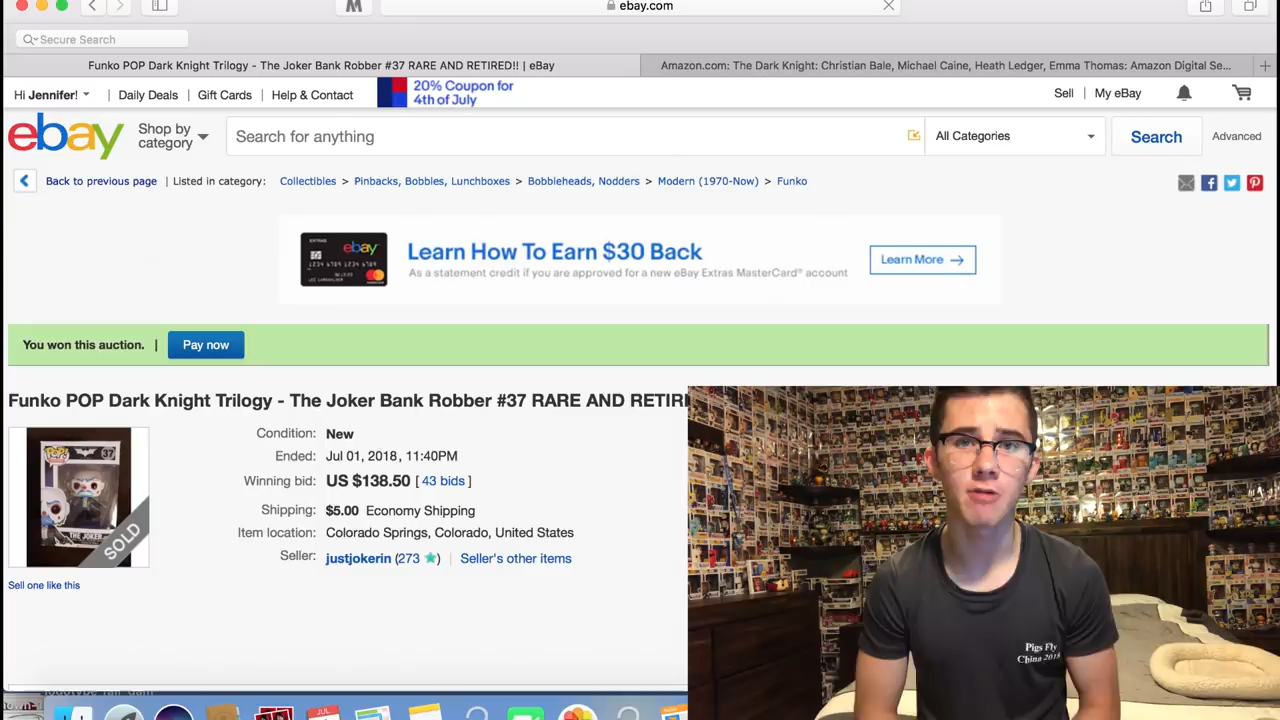 ebay.com
Secure Search
Funko POP Dark Knight Trilogy - The Joker Bank Robber #37 RARE AND RETIRED!! | eBay
Amazon.com: The Dark Knight: Christian Bale, Michael Caine, Heath Ledger, Emma Thomas: Amazon Digital Se...
Hi Jennifer! | Daily Deals | Gift Cards | Help & Contact
20% Coupon for
4th of July
Sell | My eBay
ebay
Shop by
category
Search for anything
All Categories
Search
Advanced
Back to previous page | Listed in category: Collectibles > Pinbacks, Bobbles, Lunchboxes > Bobbleheads, Nodders > Modern (1970-Now) > Funko
ebay
Learn How To Earn $30 Back
As a statement credit if you are approved for a new eBay Extras MasterCard® account
Learn More →
You won this auction. | Pay now
Funko POP Dark Knight Trilogy - The Joker Bank Robber #37 RARE AND RETIR
Condition: New
Ended: Jul 01, 2018 , 11:40PM
Winning bid: US $138.50 [ 43 bids ]
Shipping: $5.00 Economy Shipping
Item location: Colorado Springs, Colorado, United States
Seller: justjokerin (273 ★) | Seller's other items
POP!
37
THE JOKER
SOLD
Sell one like this
Pigs Fly
China 2018
JUL